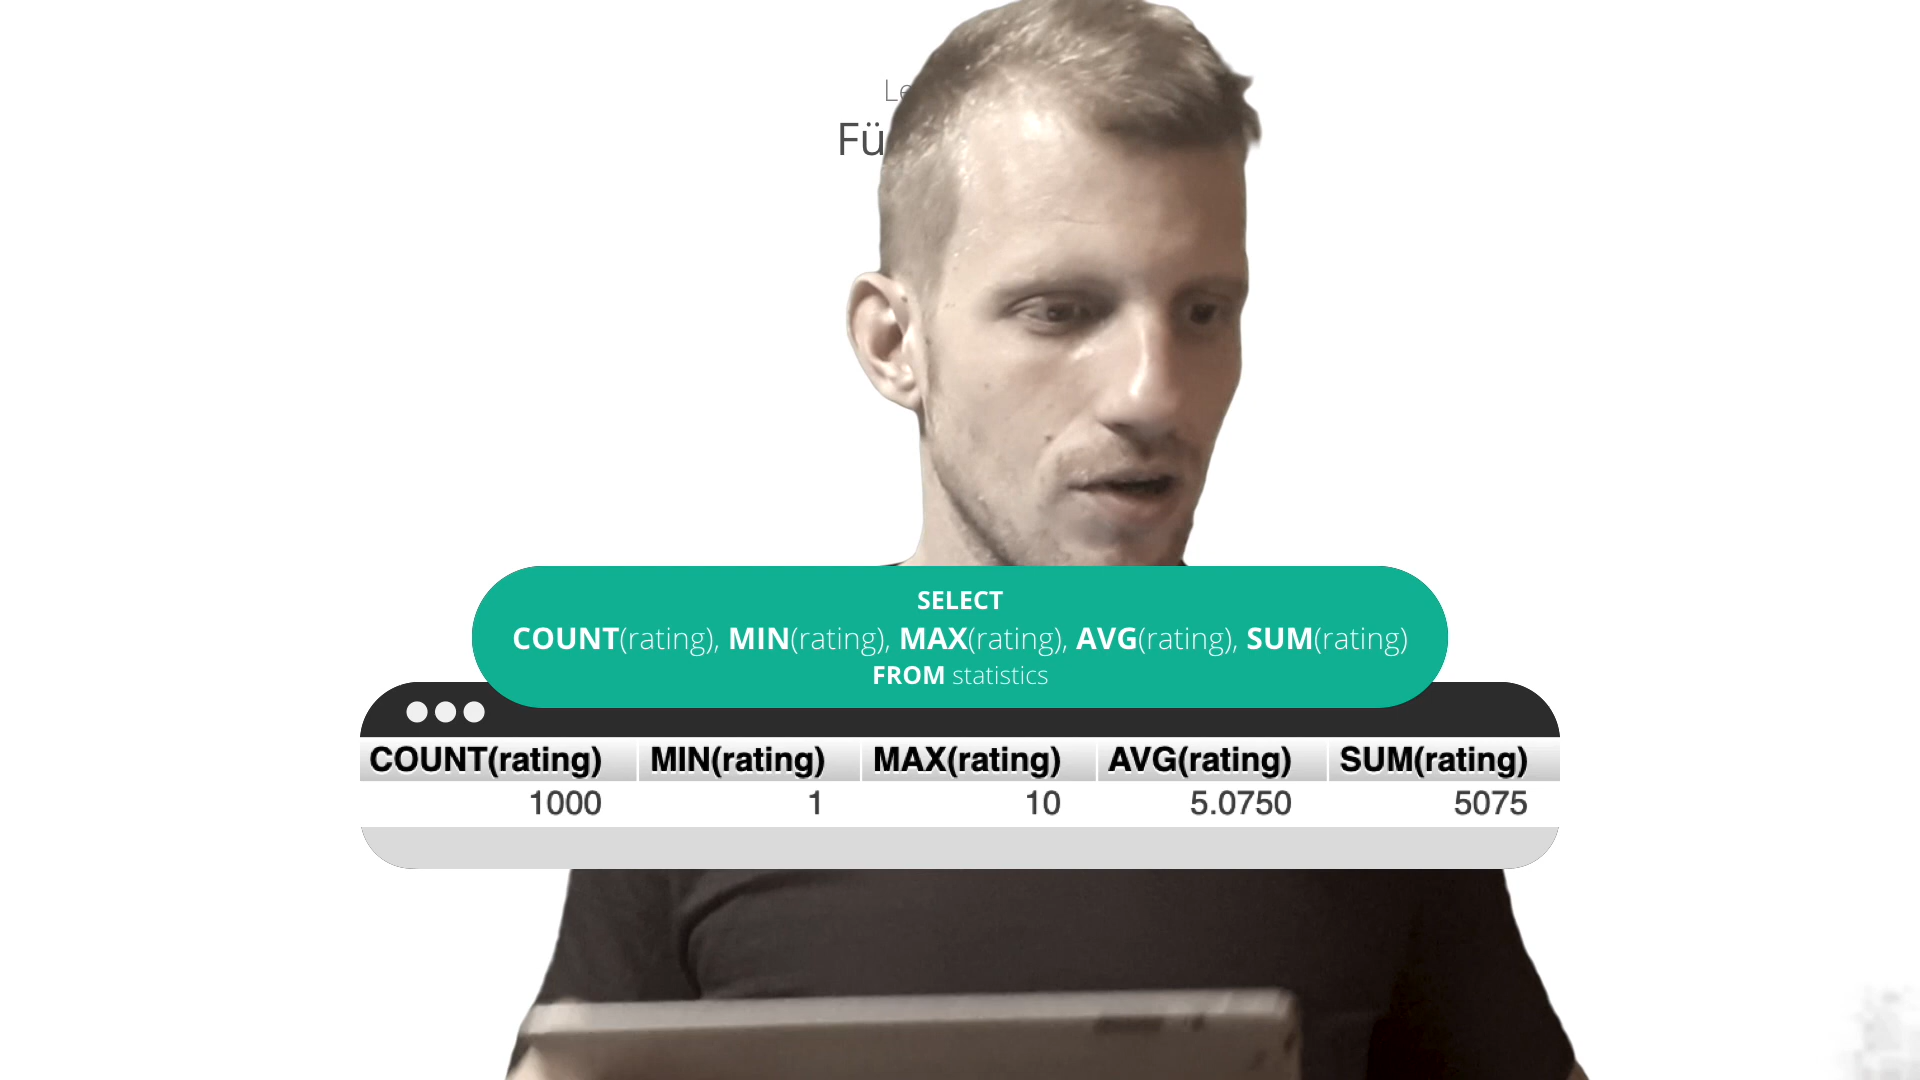 SELECT
COUNT(rating), MIN(rating), MAX(rating), AVG(rating), SUM(rating)
FROM statistics
COUNT(rating) MIN(rating) MAX(rating) AVG(rating) SUM(rating)
1000 1 10 5.0750 5075